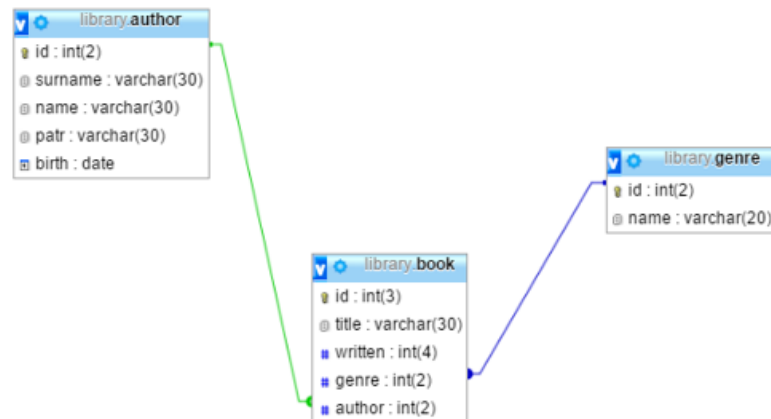 library.author
id : int(2)
surname : varchar(30)
name : varchar(30)
patr : varchar(30)
birth : date
library.genre
id : int(2)
name : varchar(20)
library.book
id : int(3)
title : varchar(30)
written : int(4)
genre : int(2)
author : int(2)